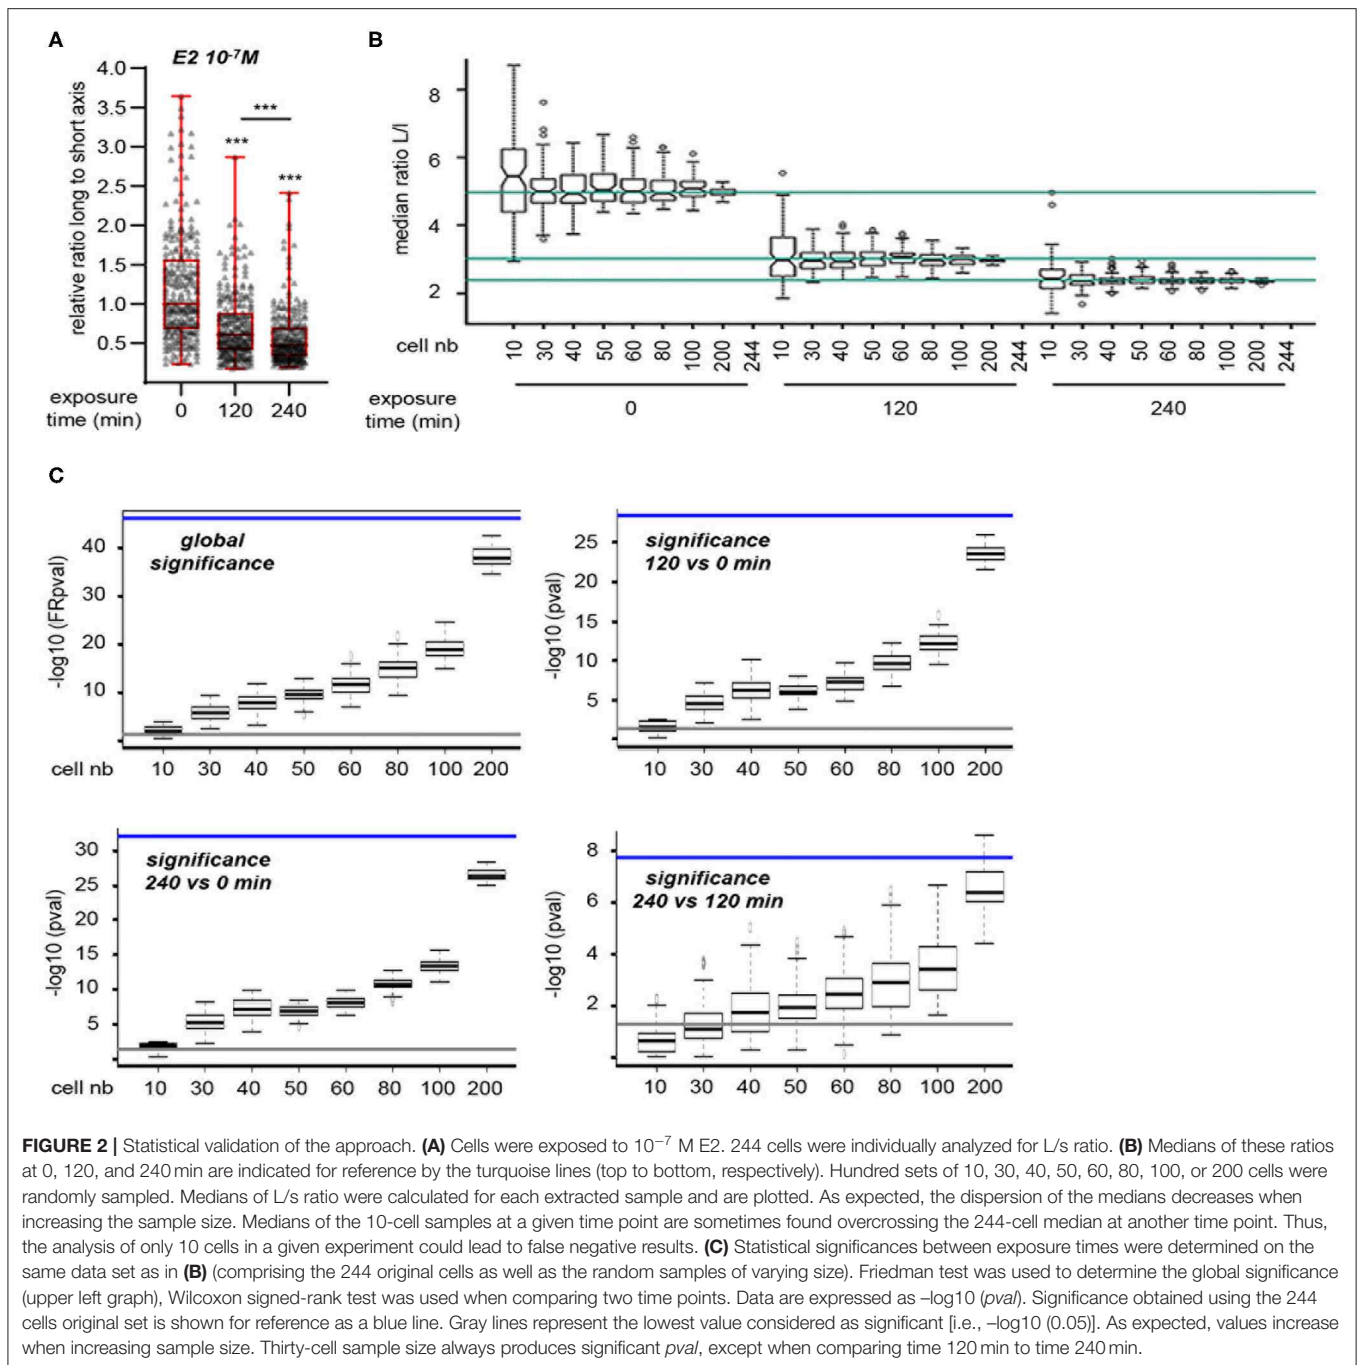 A
E2 10-7M
relative ratio long to short axis
4.0
3.5
3.0
2.5
2.0
1.5
1.0
0.5
***
***
***
exposure
time (min)
0 120 240
B
median ratio L/l
8
6
4
2
cell nb
10 30 40 50 60 80 100 200 244 10 30 40 50 60 80 100 200 244 10 30 40 50 60 80 100 200 244
exposure
time (min)
0 120 240
C
-log10 (FRpval)
40
30
20
10
global
significance
cell nb 10 30 40 50 60 80 100 200
-log10 (pval)
25
20
15
10
5
significance
120 vs 0 min
10 30 40 50 60 80 100 200
-log10 (pval)
30
25
20
15
10
5
significance
240 vs 0 min
cell nb 10 30 40 50 60 80 100 200
-log10 (pval)
8
6
4
2
significance
240 vs 120 min
10 30 40 50 60 80 100 200
FIGURE 2 | Statistical validation of the approach. (A) Cells were exposed to 10−7 M E2. 244 cells were individually analyzed for L/s ratio. (B) Medians of these ratios
at 0, 120, and 240 min are indicated for reference by the turquoise lines (top to bottom, respectively). Hundred sets of 10, 30, 40, 50, 60, 80, 100, or 200 cells were
randomly sampled. Medians of L/s ratio were calculated for each extracted sample and are plotted. As expected, the dispersion of the medians decreases when
increasing the sample size. Medians of the 10-cell samples at a given time point are sometimes found overcrossing the 244-cell median at another time point. Thus,
the analysis of only 10 cells in a given experiment could lead to false negative results. (C) Statistical significances between exposure times were determined on the
same data set as in (B) (comprising the 244 original cells as well as the random samples of varying size). Friedman test was used to determine the global significance
(upper left graph), Wilcoxon signed-rank test was used when comparing two time points. Data are expressed as –log10 (pval). Significance obtained using the 244
cells original set is shown for reference as a blue line. Gray lines represent the lowest value considered as significant [i.e., –log10 (0.05)]. As expected, values increase
when increasing sample size. Thirty-cell sample size always produces significant pval, except when comparing time 120 min to time 240 min.